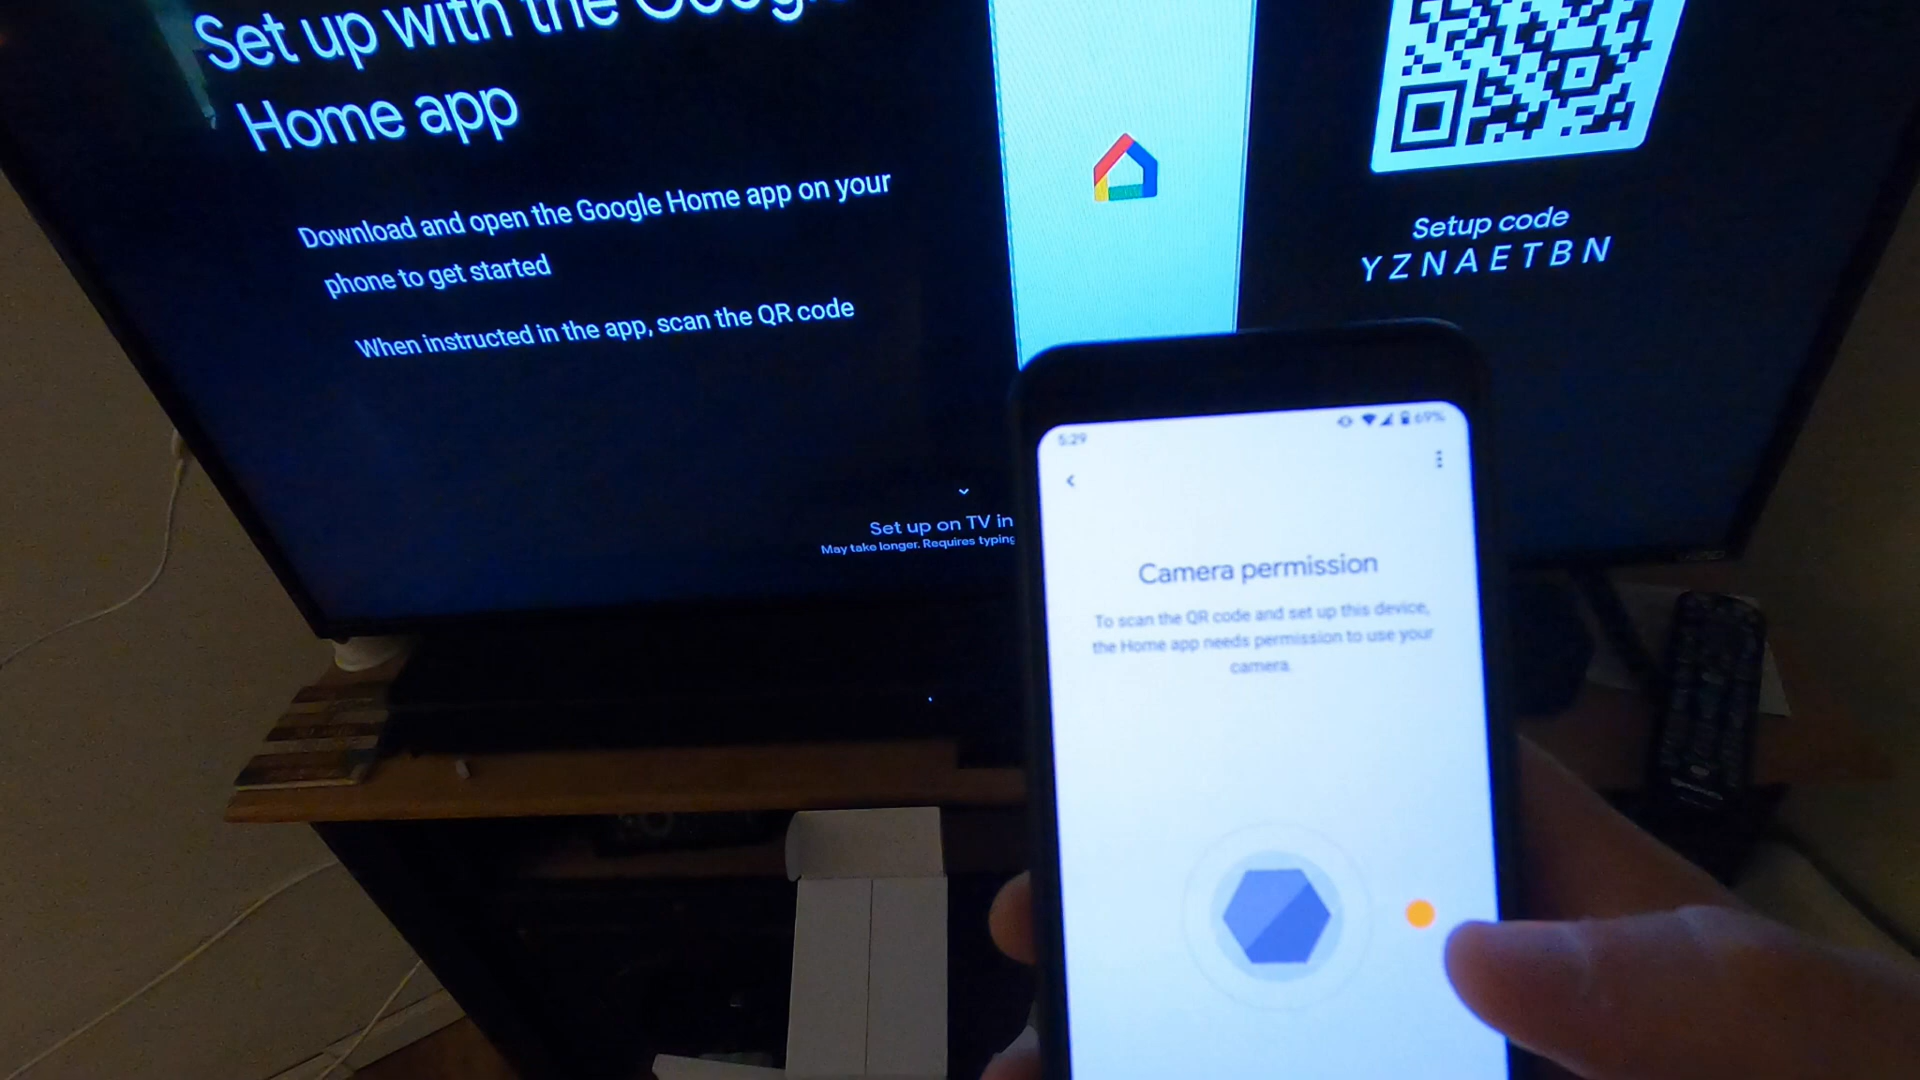 Set up with the Google
Home app
Download and open the Google Home app on your
phone to get started
When instructed in the app, scan the QR code
Set up on TV in
May take longer. Requires typing
Setup code
YZNAETBN
5:29
69%
Camera permission
To scan the QR code and set up this device,
the Home app needs permission to use your
camera.